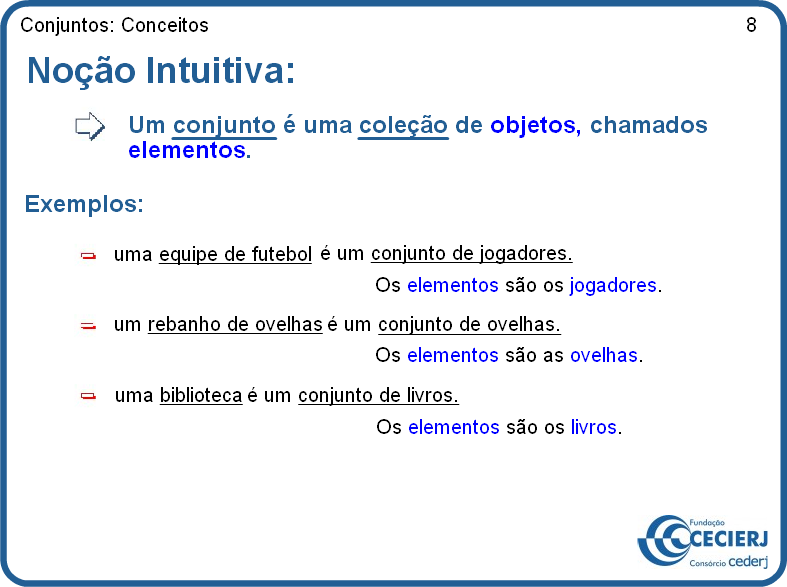 Conjuntos: Conceitos 8
Noção Intuitiva:
Um conjunto é uma coleção de objetos, chamados
elementos.
Exemplos:
uma equipe de futebol é um conjunto de jogadores.
Os elementos são os jogadores.
um rebanho de ovelhas é um conjunto de ovelhas.
Os elementos são as ovelhas.
uma biblioteca é um conjunto de livros.
Os elementos são os livros.
Fundação
CECIERJ
Consórcio cederj